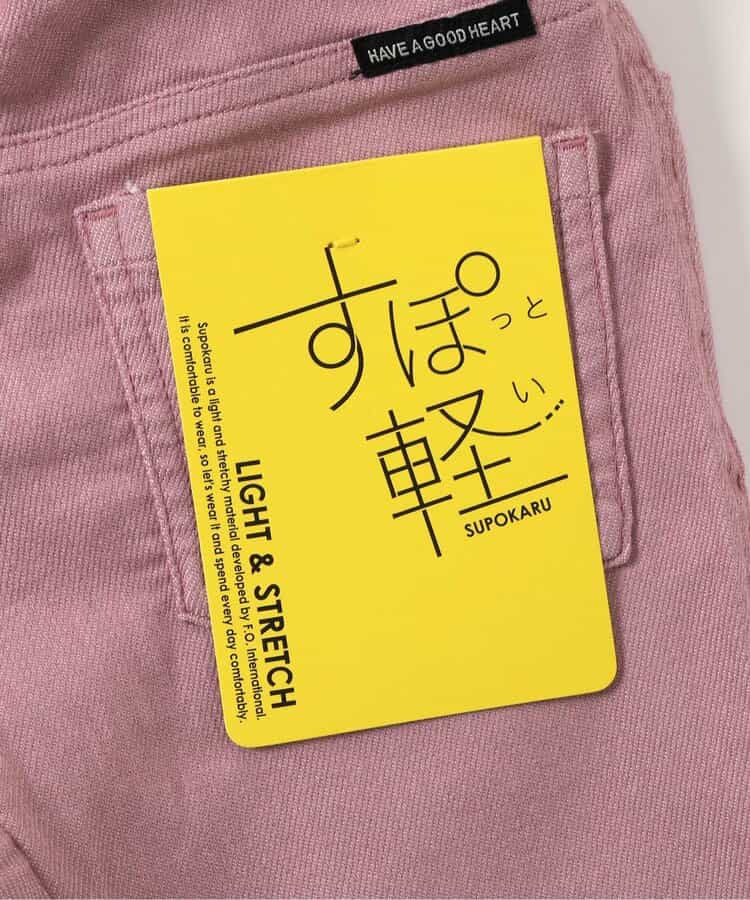 HAVE A GOOD HEART
すぽっと
軽い
SUPOKARU
LIGHT & STRETCH
Supokaru is a light and stretchy material developed by F.O. International.
It is comfortable to wear, so let's wear it and spend every day comfortably.